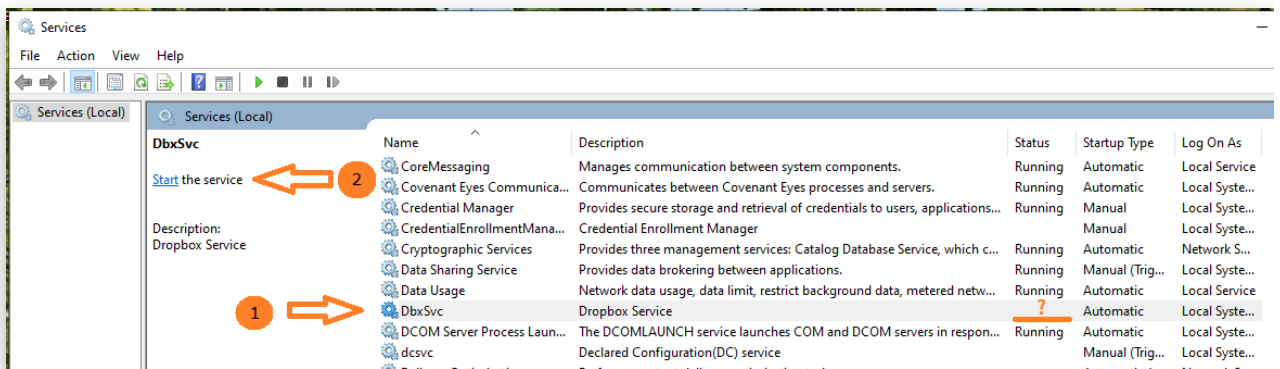 Services
File Action View Help
Services (Local)
Services (Local)
DbxSvc
Start the service
2
Description:
Dropbox Service
1
Name Description Status Startup Type Log On As
CoreMessaging Manages communication between system components. Running Automatic Local Service
Covenant Eyes Communica... Communicates between Covenant Eyes processes and servers. Running Automatic Local Syste...
Credential Manager Provides secure storage and retrieval of credentials to users, applications... Running Manual Local Syste...
CredentialEnrollmentMana... Credential Enrollment Manager Manual Local Syste...
Cryptographic Services Provides three management services: Catalog Database Service, which c... Running Automatic Network S...
Data Sharing Service Provides data brokering between applications. Running Manual (Trig... Local Syste...
Data Usage Network data usage, data limit, restrict background data, metered netw... Running Automatic Local Service
DbxSvc Dropbox Service ? Automatic Local Syste...
DCOM Server Process Laun... The DCOMLAUNCH service launches COM and DCOM servers in respon... Running Automatic Local Syste...
dcsvc Declared Configuration(DC) service Manual (Trig... Local Syste...